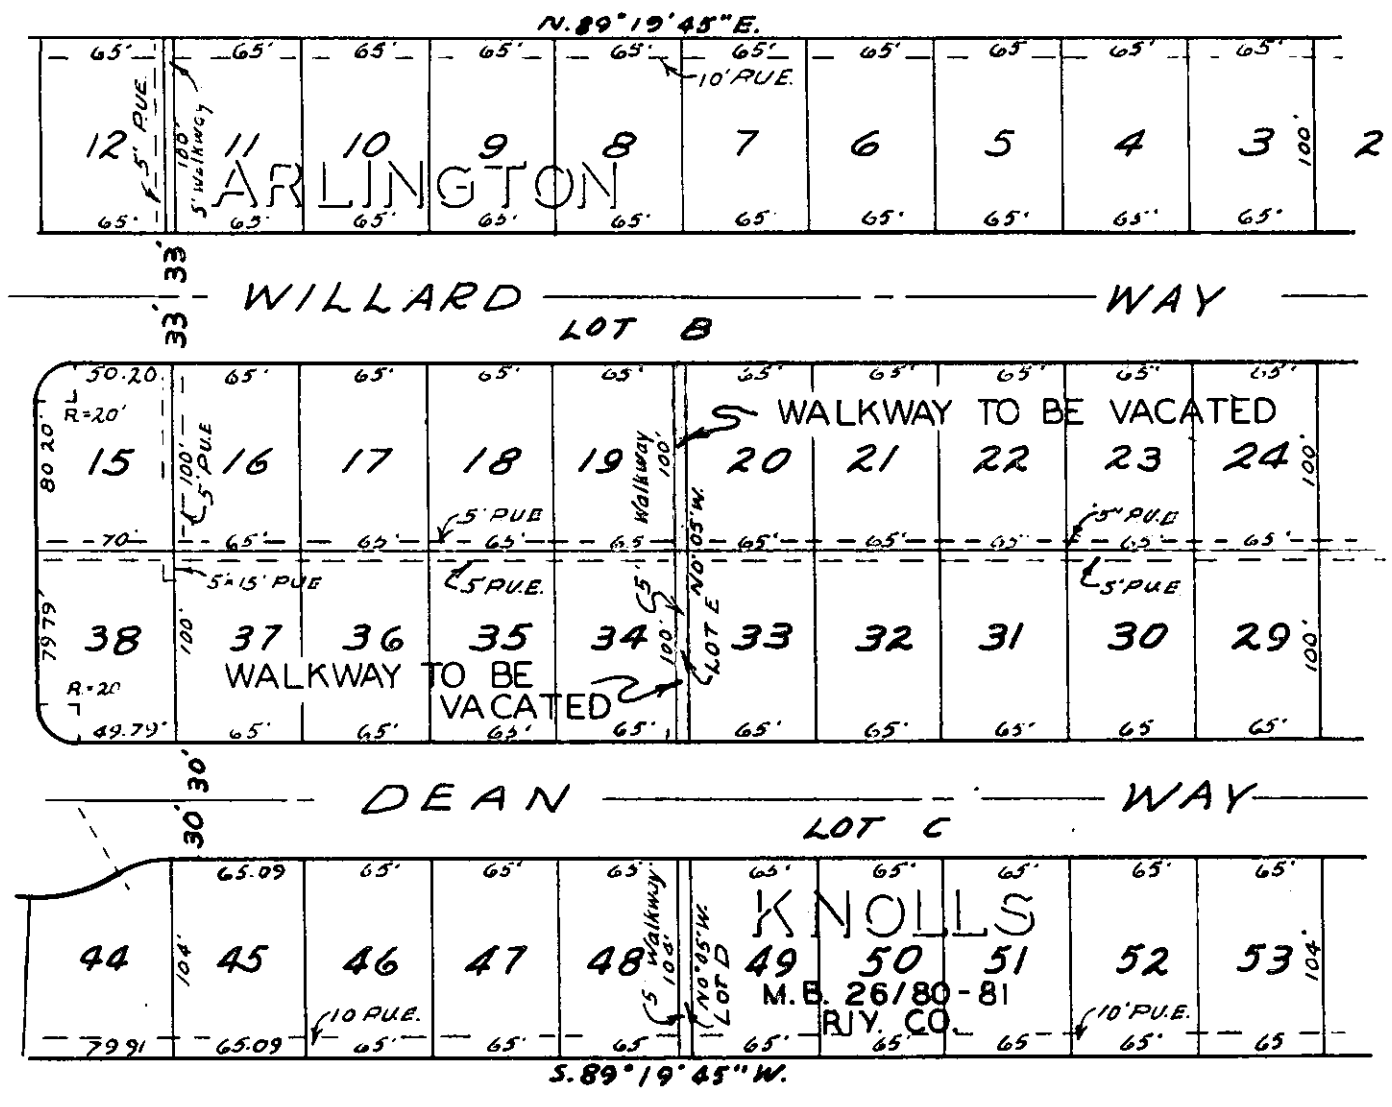 N.89°19'45"E.
65' 65' 65' 65' 65' 65' 65' 65 65' 65'
10' P.U.E.
5' P.U.E.
100'
5' Walkway
12 11 10 9 8 7 6 5 4 3 100' 2
ARLINGTON
65' 65' 65' 65' 65' 65' 65' 65' 65' 65'
33' 33'
WILLARD WAY
LOT B
50.20 65' 65' 65' 65' 65' 65' 65' 65' 65'
R=20'
WALKWAY TO BE VACATED
80 20'
15 16 17 18 19 20 21 22 23 24 100'
100'
5' P.U.E
5' Walkway
100'
N0°05'W.
5' P.U.E
5' P.U.E
70' 65' 65' 65' 65 65' 65' 65' 65' 65'
5'x15' P.U.E
5' P.U.E.
5' P.U.E
79 79'
38 37 36 35 34 33 32 31 30 29 100'
100'
5'
100'
LOT E
WALKWAY TO BE
VACATED
R=20'
49.79' 65' 65' 65' 65' 65' 65' 65' 65 65'
30' 30'
DEAN WAY
LOT C
65.09 65' 65' 65' 65' 65' 65' 65' 65'
KNOLLS
44 104' 45 46 47 48 49 50 51 52 53 104'
5' Walkway
104'
N0°05'W.
LOT D
M.B. 26/80-81
RIV. CO.
10' P.U.E.
10' P.U.E.
79 91 65.09 65' 65' 65 65' 65' 65 65' 65'
S.89°19'45"W.